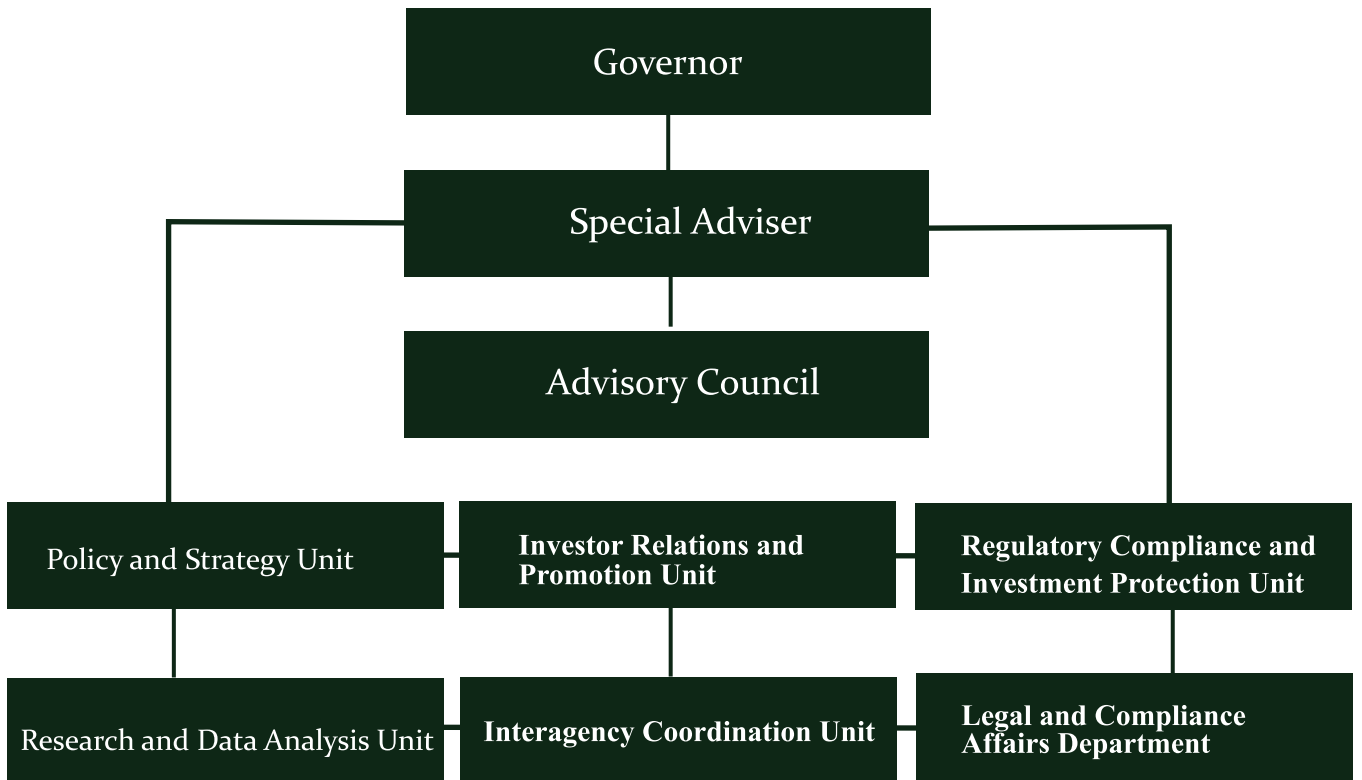 Governor
Special Adviser
Advisory Council
Policy and Strategy Unit
Investor Relations and
Promotion Unit
Regulatory Compliance and
Investment Protection Unit
Research and Data Analysis Unit
Interagency Coordination Unit
Legal and Compliance
Affairs Department